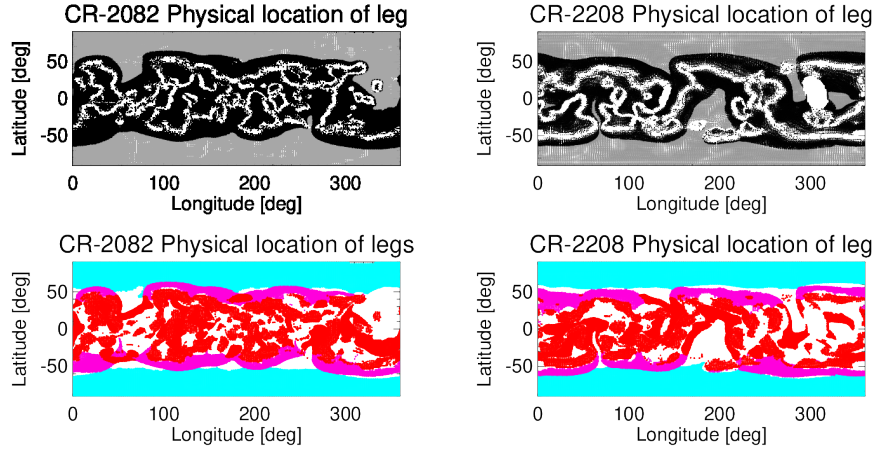 CR-2082 Physical location of leg
Latitude [deg]
50
0
-50
0
100
200
300
Longitude [deg]
CR-2208 Physical location of leg
Latitude [deg]
50
0
-50
0
100
200
300
Longitude [deg]
CR-2082 Physical location of legs
Latitude [deg]
50
0
-50
0
100
200
300
Longitude [deg]
CR-2208 Physical location of leg
Latitude [deg]
50
0
-50
0
100
200
300
Longitude [deg]